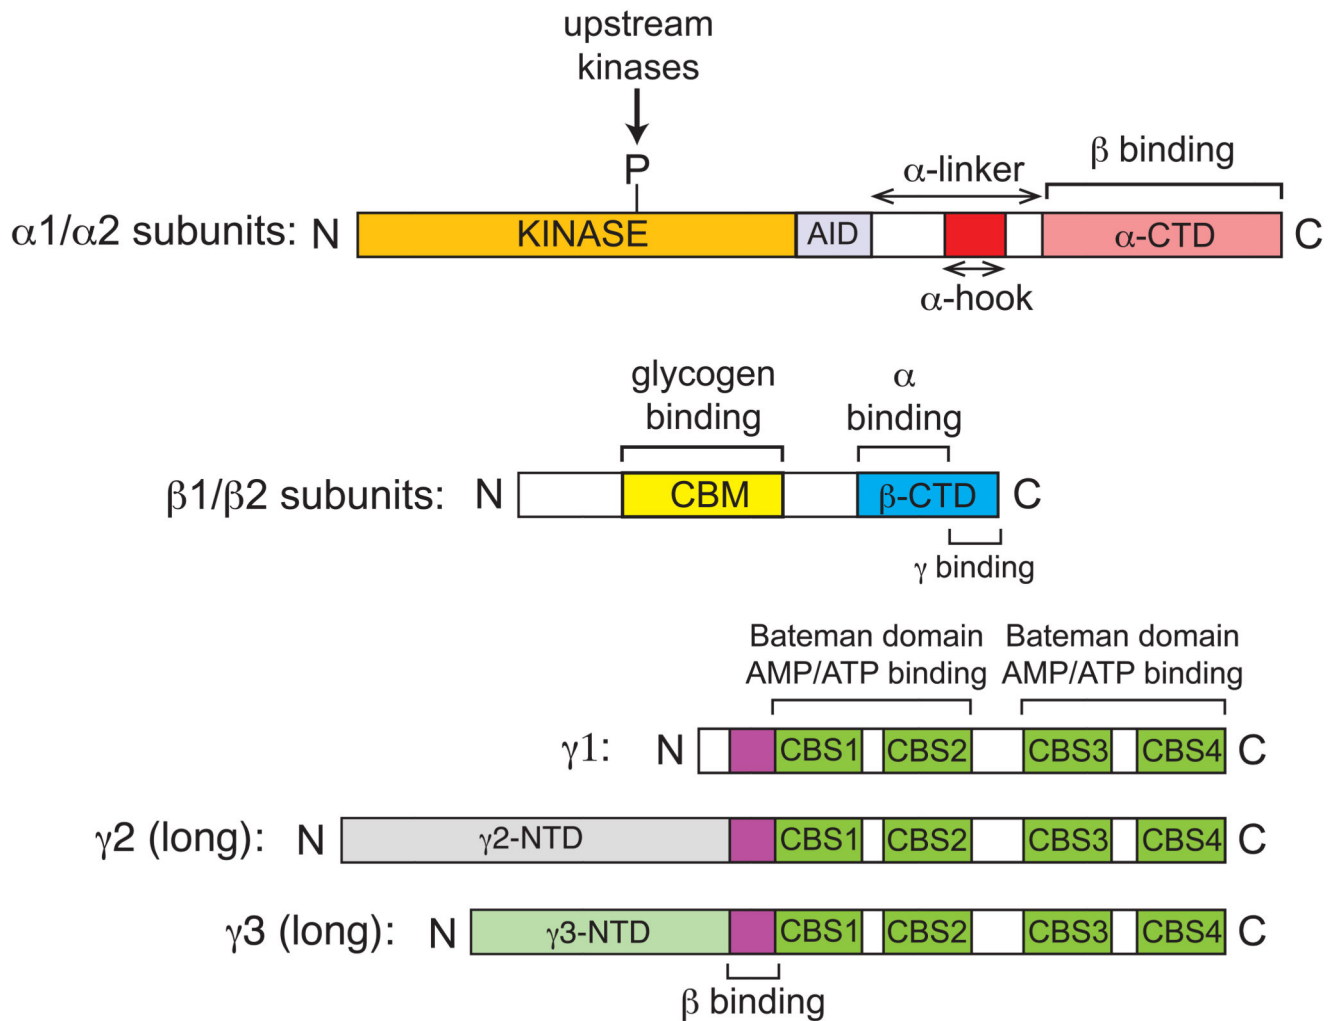 upstream
kinases
P
α-linker
β binding
α1/α2 subunits: N KINASE AID α-CTD C
α-hook
glycogen
binding
α
binding
β1/β2 subunits: N CBM β-CTD C
γ binding
Bateman domain
AMP/ATP binding
Bateman domain
AMP/ATP binding
γ1: N CBS1 CBS2 CBS3 CBS4 C
γ2 (long): N γ2-NTD CBS1 CBS2 CBS3 CBS4 C
γ3 (long): N γ3-NTD CBS1 CBS2 CBS3 CBS4 C
β binding